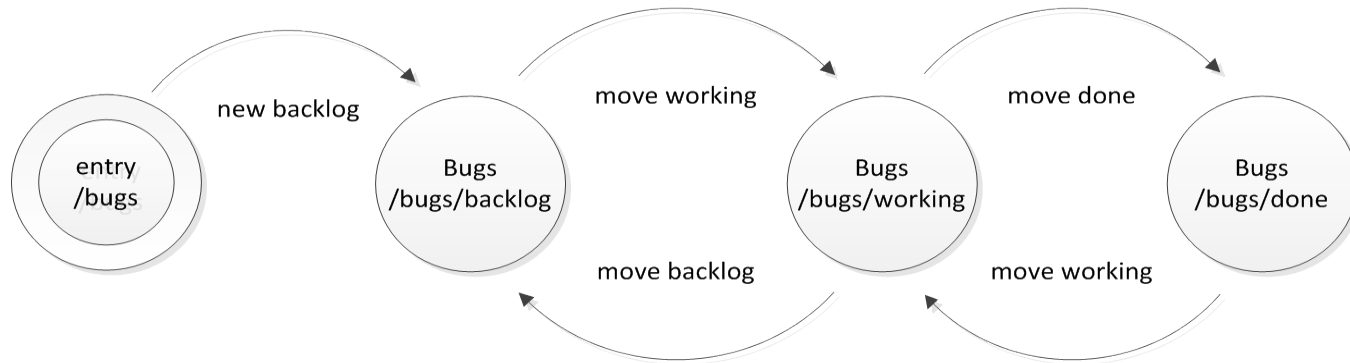 new backlog
move working
move done
entry
/bugs
Bugs
/bugs/backlog
Bugs
/bugs/working
Bugs
/bugs/done
move backlog
move working